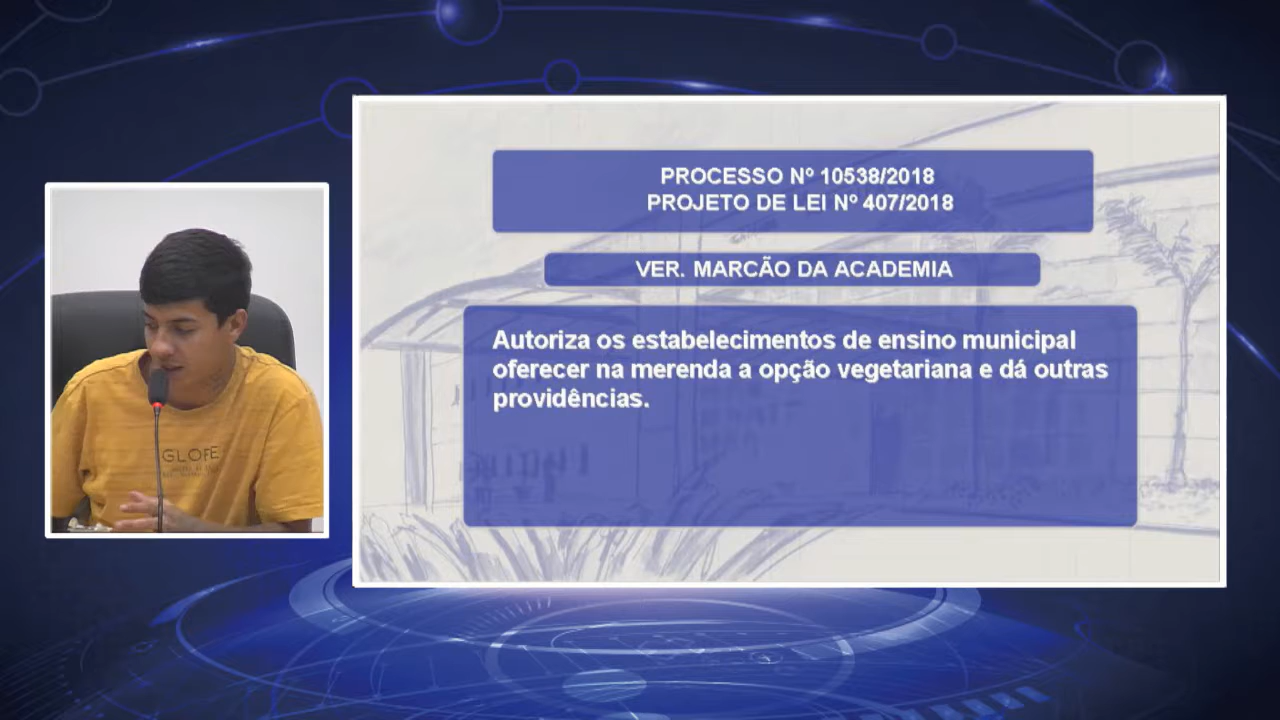 PROCESSO Nº 10538/2018
PROJETO DE LEI Nº 407/2018
VER. MARCÃO DA ACADEMIA
Autoriza os estabelecimentos de ensino municipal
oferecer na merenda a opção vegetariana e dá outras
providências.
GLOFE